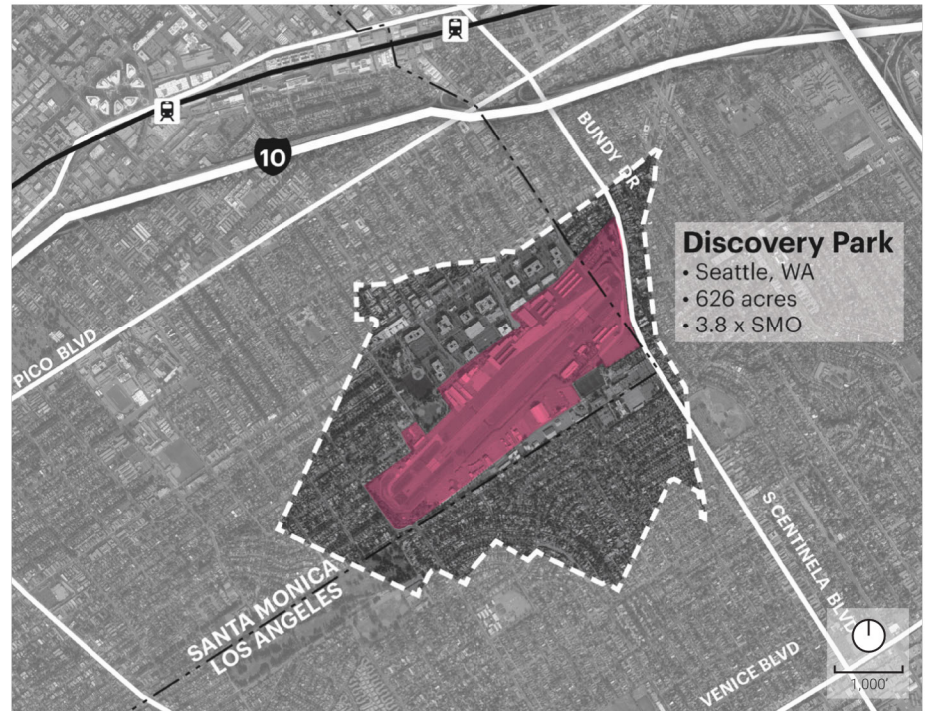 10
BUNDY DR
Discovery Park
• Seattle, WA
• 626 acres
• 3.8 x SMO
PICO BLVD
S CENTINELA BLVD
SANTA MONICA
LOS ANGELES
VENICE BLVD
1,000'